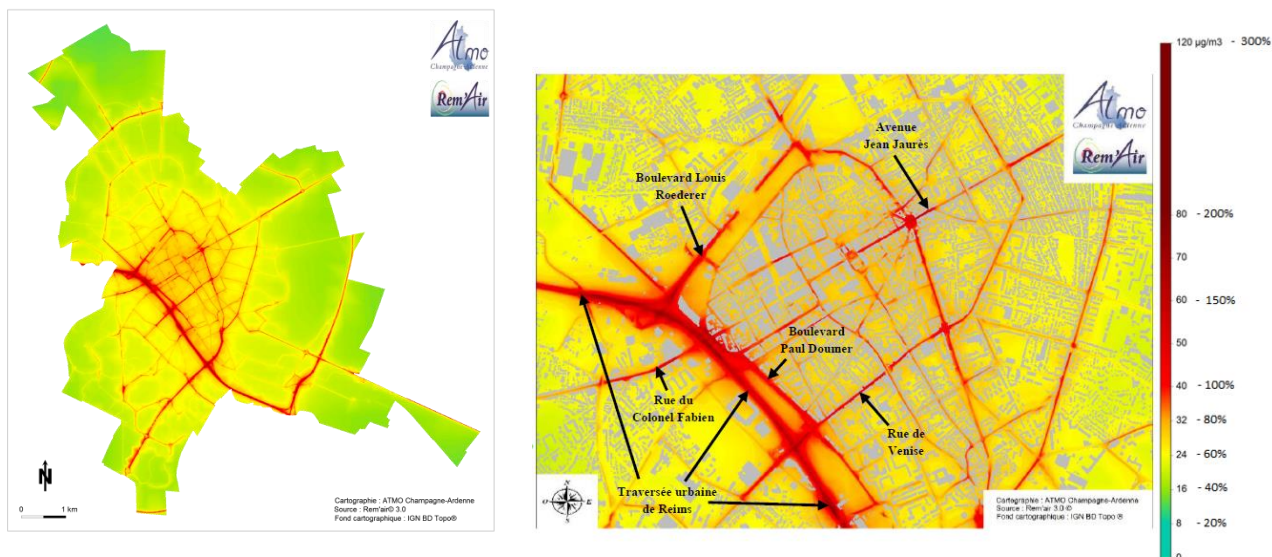 Atmo
Champagne-Ardenne
Rem'Air
N
0
1 km
Cartographie : ATMO Champagne-Ardenne
Source : Rem'air© 3.0
Fond cartographique : IGN BD Topo®
Atmo
Champagne-Ardenne
Rem'Air
Avenue
Jean Jaurès
Boulevard Louis
Roederer
Boulevard
Paul Doumer
Rue du
Colonel Fabien
Rue de
Venise
Traversée urbaine
de Reims
N
O
E
S
Cartographie : ATMO Champagne-Ardenne
Source : Rem'air 3.0 ©
Fond cartographique : IGN BD Topo ®
120 µg/m3 - 300%
80 - 200%
70
60 - 150%
50
40 - 100%
32 - 80%
24 - 60%
16 - 40%
8 - 20%
0